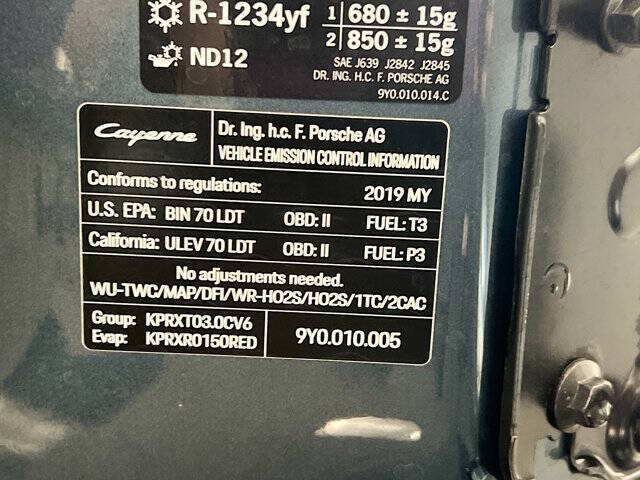 R-1234yf 1 680 ± 15g
2 850 ± 15g
ND12
SAE J639 J2842 J2845
DR. ING. H.C. F. PORSCHE AG
9Y0.010.014.C
Cayenne
Dr. Ing. h.c. F. Porsche AG
VEHICLE EMISSION CONTROL INFORMATION
Conforms to regulations: 2019 MY
U.S. EPA: BIN 70 LDT OBD: II FUEL: T3
California: ULEV 70 LDT OBD: II FUEL: P3
No adjustments needed.
WU-TWC/MAP/DFI/WR-HO2S/HO2S/1TC/2CAC
Group: KPRXT03.0CV6
Evap: KPRXR0150RED
9Y0.010.005